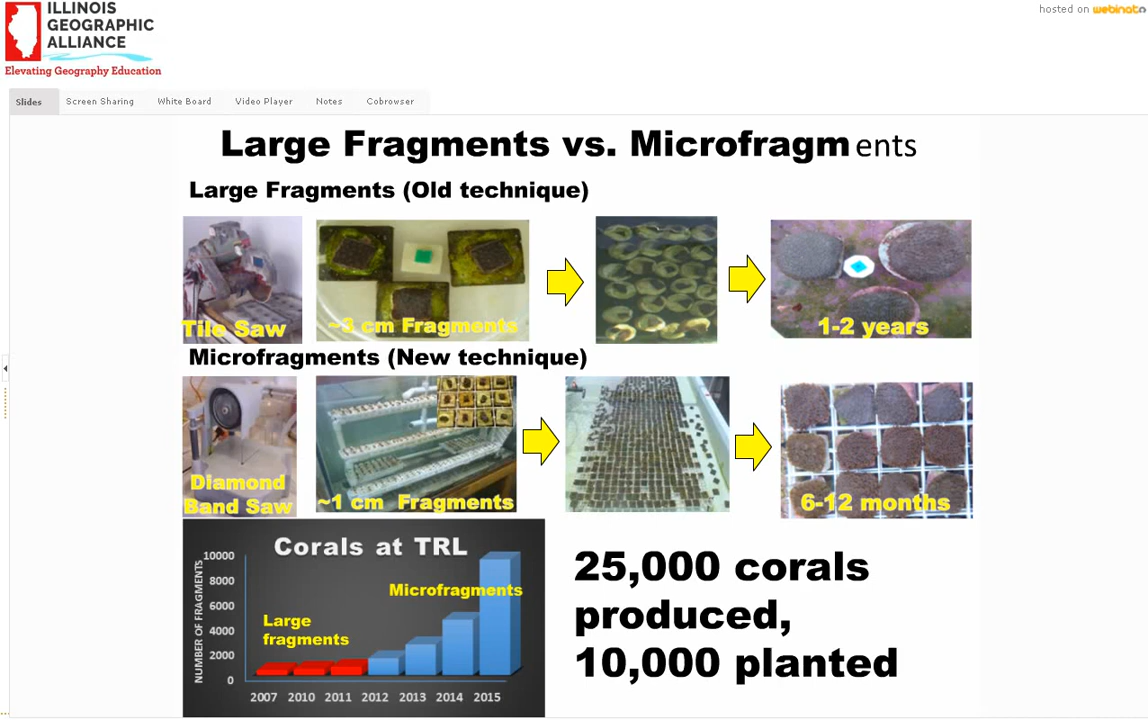 ILLINOIS
GEOGRAPHIC
ALLIANCE
Elevating Geography Education
hosted on webinato
Slides Screen Sharing White Board Video Player Notes Cobrowser
Large Fragments vs. Microfragments
Large Fragments (Old technique)
Tile Saw
~3 cm Fragments
1-2 years
Microfragments (New technique)
Diamond
Band Saw
~1 cm Fragments
6-12 months
Corals at TRL
NUMBER OF FRAGMENTS
10000
8000
6000
4000
2000
0
Large
fragments
Microfragments
2007 2010 2011 2012 2013 2014 2015
25,000 corals
produced,
10,000 planted